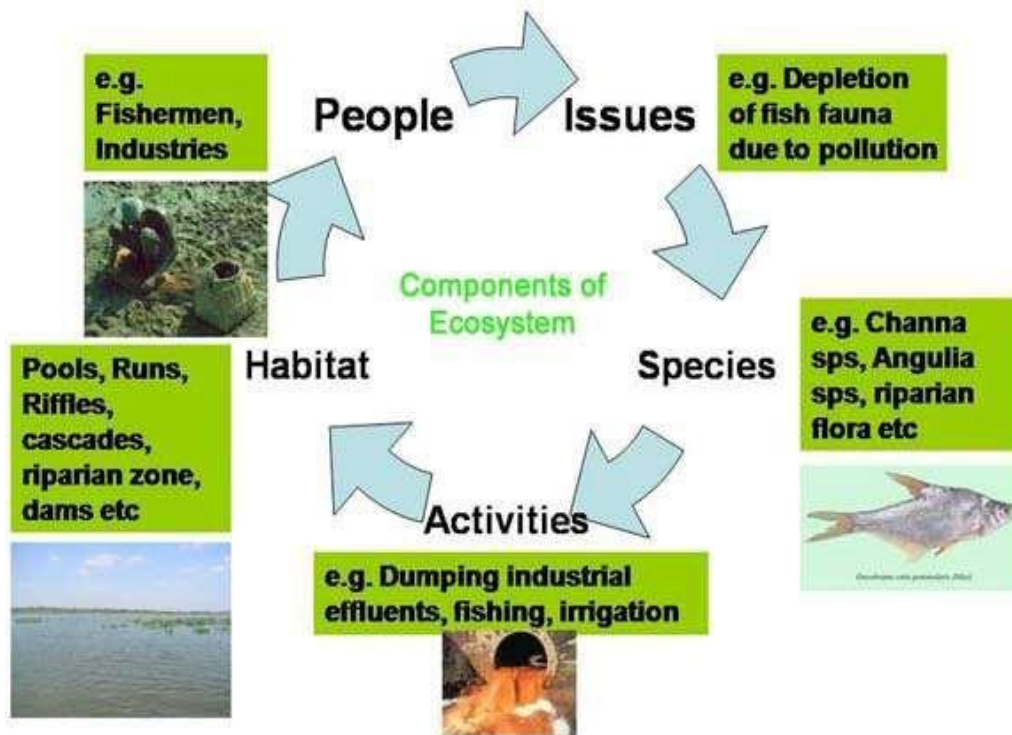 e.g.
Fishermen,
Industries
People
Issues
e.g. Depletion
of fish fauna
due to pollution
Components of
Ecosystem
e.g. Channa
sps, Angulia
sps, riparian
flora etc
Species
Habitat
Pools, Runs,
Riffles,
cascades,
riparian zone,
dams etc
Activities
e.g. Dumping industrial
effluents, fishing, irrigation